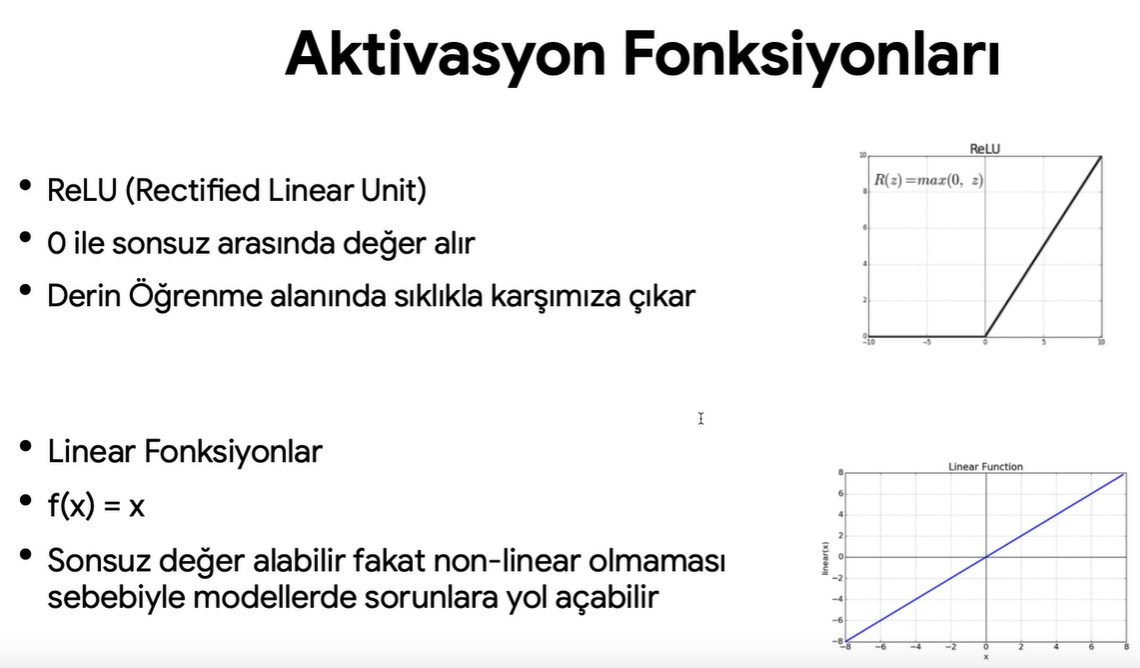 Aktivasyon Fonksiyonları
• ReLU (Rectified Linear Unit)
• 0 ile sonsuz arasında değer alır
• Derin Öğrenme alanında sıklıkla karşımıza çıkar
ReLU
R(z)=max(0, z)
10
8
6
4
2
0
-10 -5 0 5 10
• Linear Fonksiyonlar
• f(x) = x
• Sonsuz değer alabilir fakat non-linear olmaması
sebebiyle modellerde sorunlara yol açabilir
Linear Function
linear(x)
8
6
4
2
0
−2
−4
−6
−8
−8 −6 −4 −2 0 2 4 6 8
x